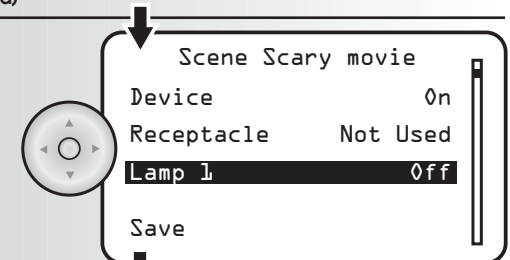 Scene Scary movie
Device On
Receptacle Not Used
Lamp 1 Off
Save